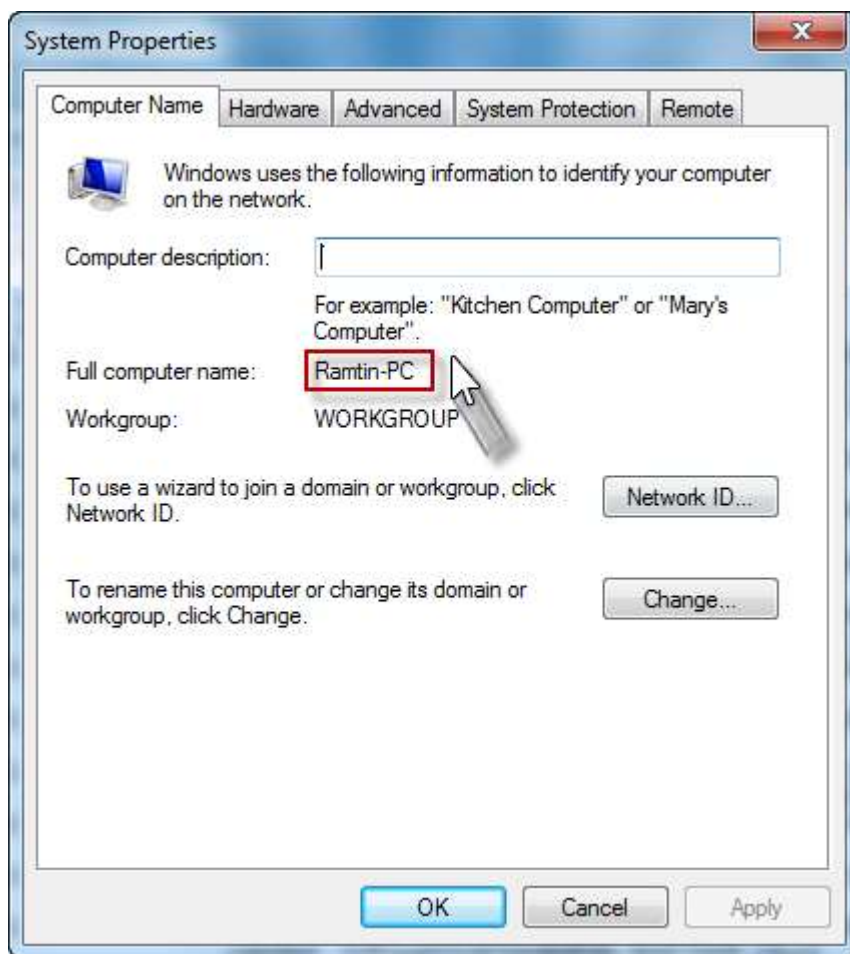 System Properties
Computer Name Hardware Advanced System Protection Remote
Windows uses the following information to identify your computer
on the network.
Computer description:
For example: "Kitchen Computer" or "Mary's
Computer".
Full computer name: Ramtin-PC
Workgroup: WORKGROUP
To use a wizard to join a domain or workgroup, click
Network ID.
Network ID...
To rename this computer or change its domain or
workgroup, click Change.
Change...
OK Cancel Apply